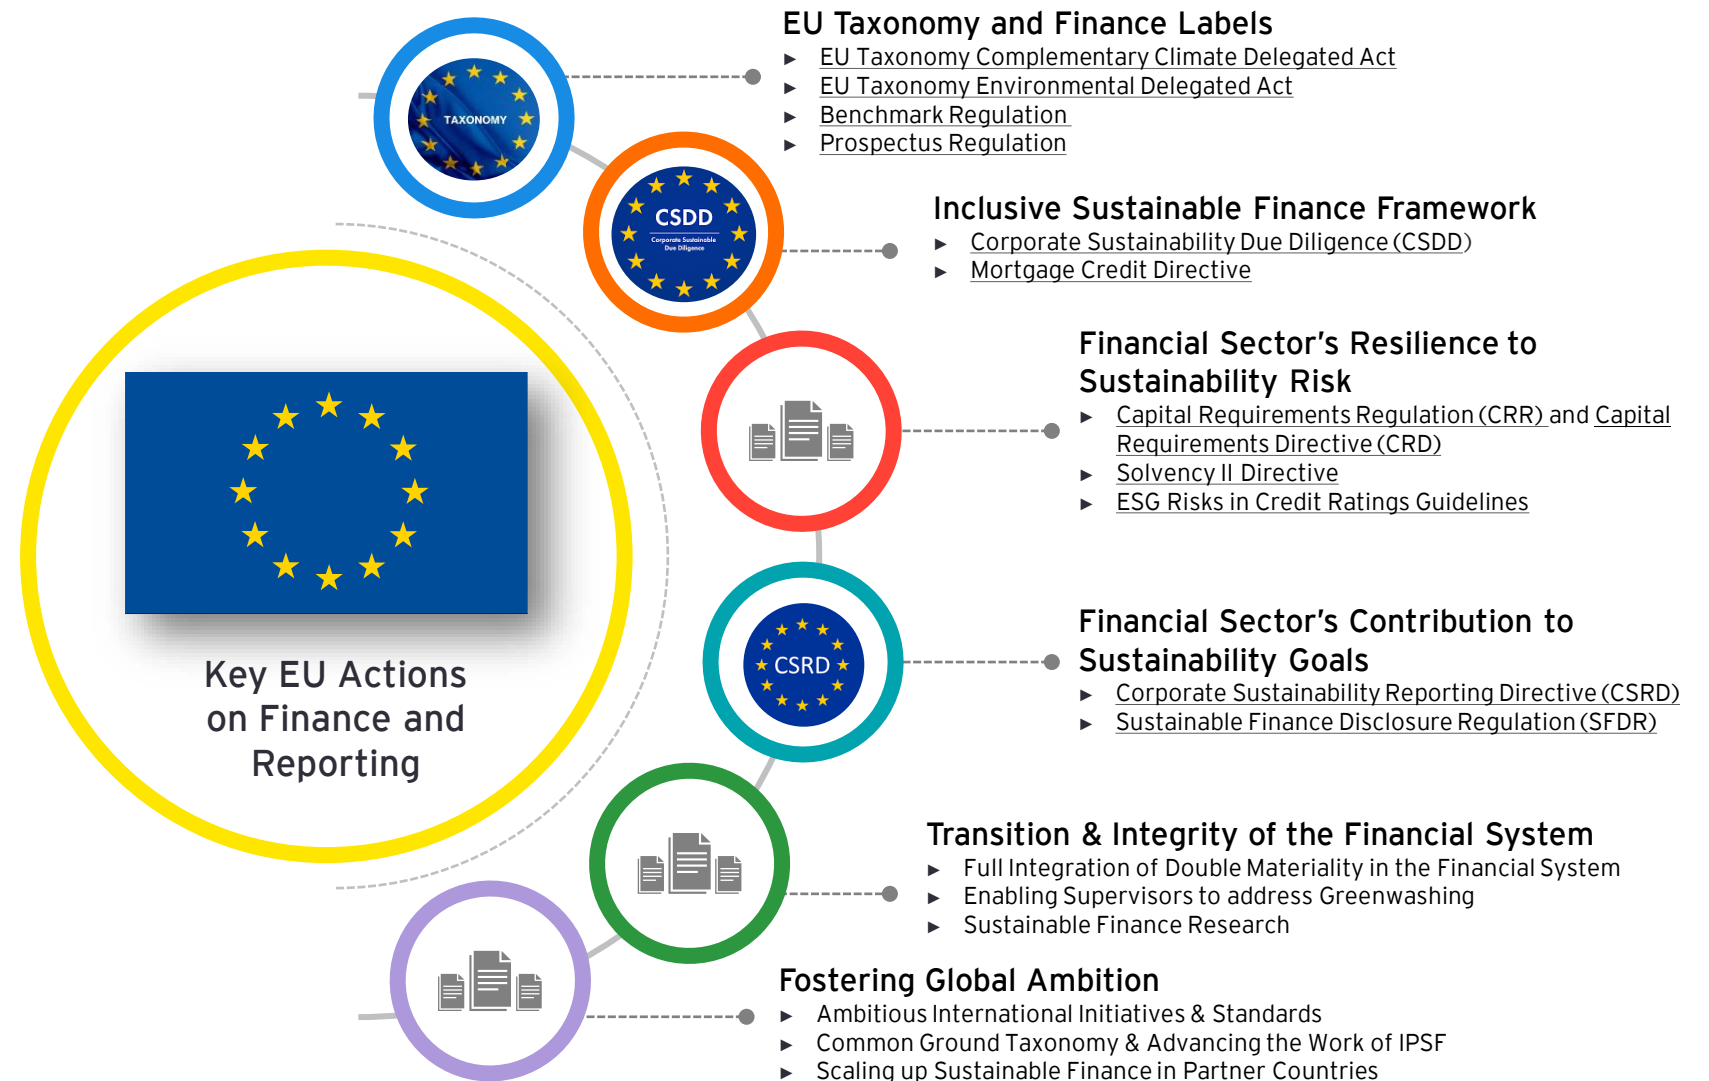 EU Taxonomy and Finance Labels
► EU Taxonomy Complementary Climate Delegated Act
► EU Taxonomy Environmental Delegated Act
► Benchmark Regulation
► Prospectus Regulation
TAXONOMY
Inclusive Sustainable Finance Framework
► Corporate Sustainability Due Diligence (CSDD)
► Mortgage Credit Directive
CSDD
Corporate Sustainable
Due Diligence
Financial Sector's Resilience to
Sustainability Risk
► Capital Requirements Regulation (CRR) and Capital
Requirements Directive (CRD)
► Solvency II Directive
► ESG Risks in Credit Ratings Guidelines
Financial Sector's Contribution to
Sustainability Goals
► Corporate Sustainability Reporting Directive (CSRD)
► Sustainable Finance Disclosure Regulation (SFDR)
CSRD
Key EU Actions
on Finance and
Reporting
Transition & Integrity of the Financial System
► Full Integration of Double Materiality in the Financial System
► Enabling Supervisors to address Greenwashing
► Sustainable Finance Research
Fostering Global Ambition
► Ambitious International Initiatives & Standards
► Common Ground Taxonomy & Advancing the Work of IPSF
► Scaling up Sustainable Finance in Partner Countries